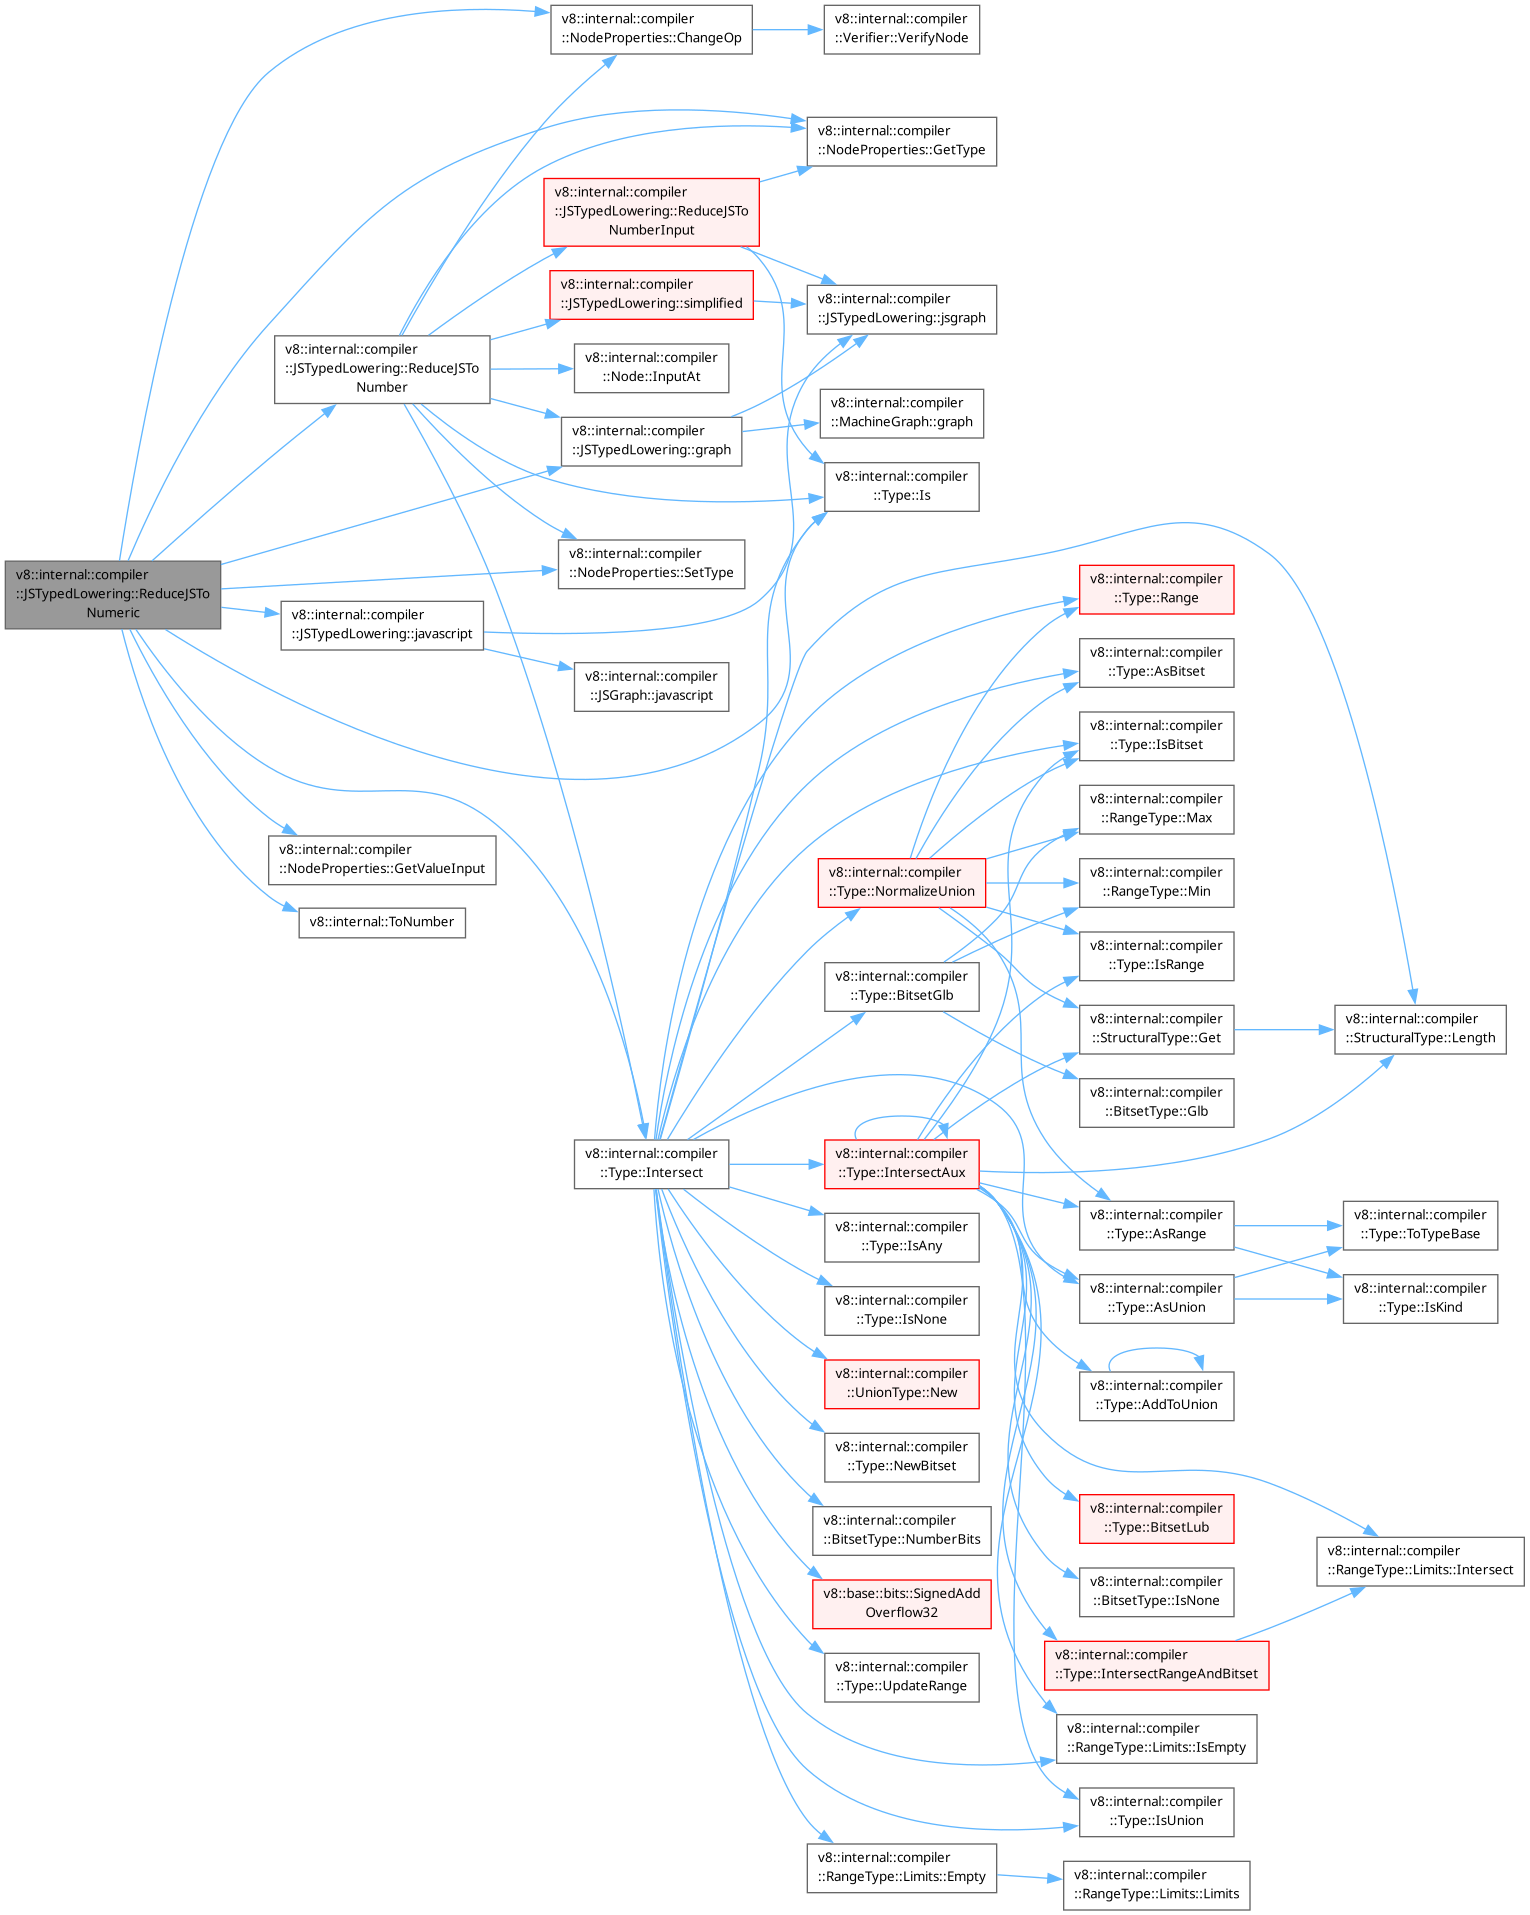 v8::internal::compiler
::JSTypedLowering::ReduceJSTo
Numeric
v8::internal::compiler
::NodeProperties::ChangeOp
v8::internal::compiler
::Verifier::VerifyNode
v8::internal::compiler
::NodeProperties::GetType
v8::internal::compiler
::JSTypedLowering::ReduceJSTo
NumberInput
v8::internal::compiler
::JSTypedLowering::simplified
v8::internal::compiler
::JSTypedLowering::jsgraph
v8::internal::compiler
::JSTypedLowering::ReduceJSTo
Number
v8::internal::compiler
::Node::InputAt
v8::internal::compiler
::MachineGraph::graph
v8::internal::compiler
::JSTypedLowering::graph
v8::internal::compiler
::Type::Is
v8::internal::compiler
::NodeProperties::SetType
v8::internal::compiler
::Type::Range
v8::internal::compiler
::JSTypedLowering::javascript
v8::internal::compiler
::Type::AsBitset
v8::internal::compiler
::JSGraph::javascript
v8::internal::compiler
::Type::IsBitset
v8::internal::compiler
::RangeType::Max
v8::internal::compiler
::NodeProperties::GetValueInput
v8::internal::compiler
::Type::NormalizeUnion
v8::internal::compiler
::RangeType::Min
v8::internal::ToNumber
v8::internal::compiler
::Type::IsRange
v8::internal::compiler
::Type::BitsetGlb
v8::internal::compiler
::StructuralType::Get
v8::internal::compiler
::StructuralType::Length
v8::internal::compiler
::BitsetType::Glb
v8::internal::compiler
::Type::Intersect
v8::internal::compiler
::Type::IntersectAux
v8::internal::compiler
::Type::AsRange
v8::internal::compiler
::Type::ToTypeBase
v8::internal::compiler
::Type::IsAny
v8::internal::compiler
::Type::AsUnion
v8::internal::compiler
::Type::IsKind
v8::internal::compiler
::Type::IsNone
v8::internal::compiler
::UnionType::New
v8::internal::compiler
::Type::AddToUnion
v8::internal::compiler
::Type::NewBitset
v8::internal::compiler
::BitsetType::NumberBits
v8::internal::compiler
::Type::BitsetLub
v8::internal::compiler
::RangeType::Limits::Intersect
v8::base::bits::SignedAdd
Overflow32
v8::internal::compiler
::BitsetType::IsNone
v8::internal::compiler
::Type::UpdateRange
v8::internal::compiler
::Type::IntersectRangeAndBitset
v8::internal::compiler
::RangeType::Limits::IsEmpty
v8::internal::compiler
::Type::IsUnion
v8::internal::compiler
::RangeType::Limits::Empty
v8::internal::compiler
::RangeType::Limits::Limits